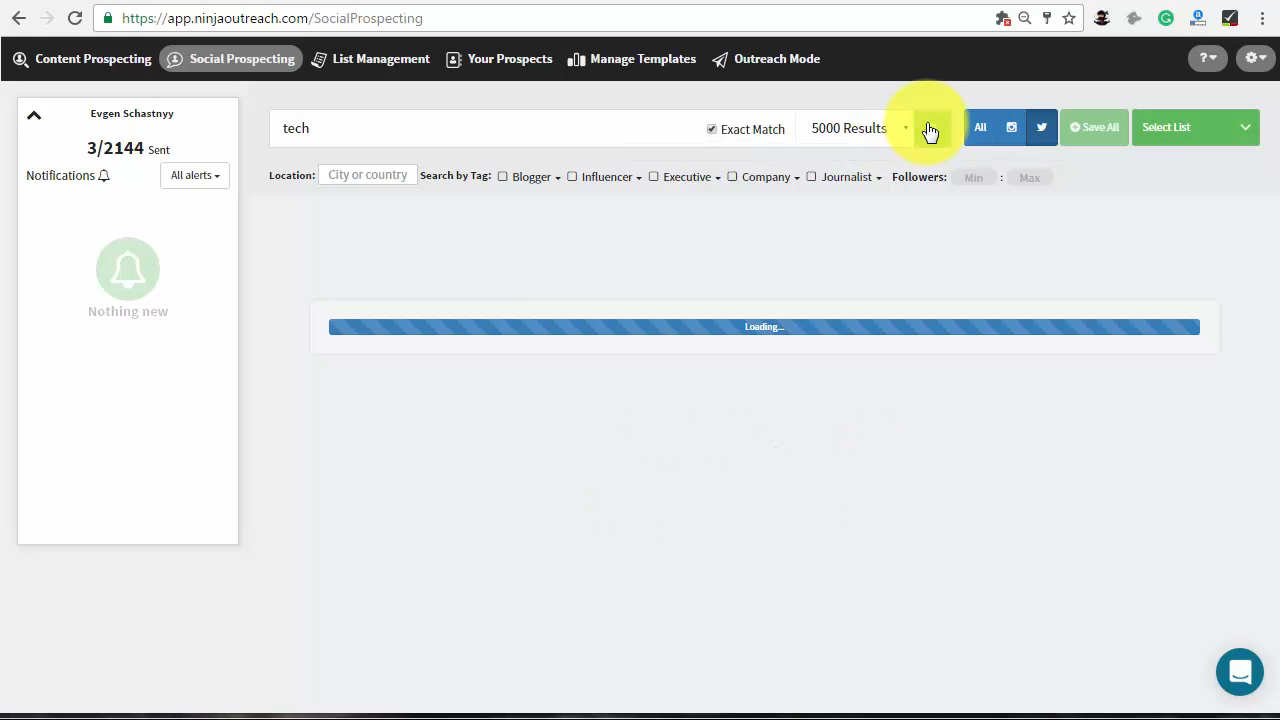 https://app.ninjaoutreach.com/SocialProspecting
Content Prospecting Social Prospecting List Management Your Prospects Manage Templates Outreach Mode ?
Evgen Schastnyy
3/2144 Sent
Notifications All alerts
Nothing new
tech Exact Match 5000 Results All Save All Select List
Location: City or country Search by Tag: Blogger Influencer Executive Company Journalist Followers: Min : Max
Loading...